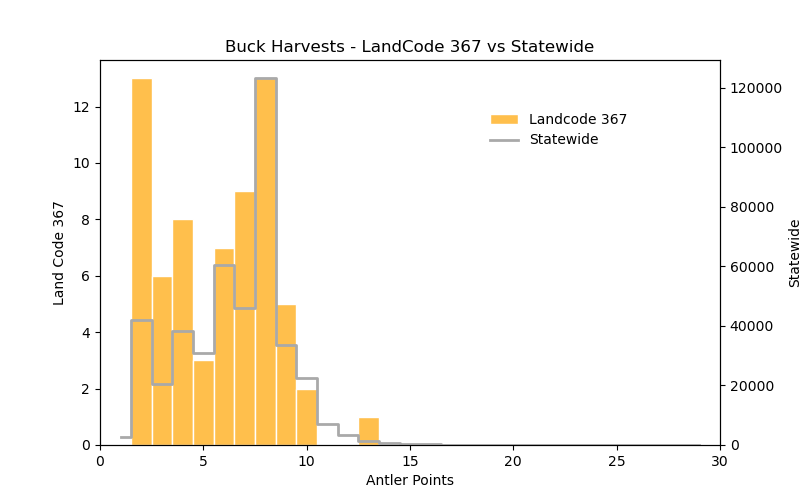 Buck Harvests - LandCode 367 vs Statewide
Landcode 367
Statewide
Land Code 367
0
2
4
6
8
10
12
Statewide
0
20000
40000
60000
80000
100000
120000
0 5 10 15 20 25 30
Antler Points